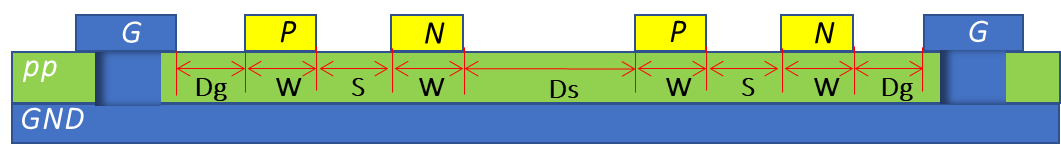 G P N P N G
pp
Dg W S W Ds W S W Dg
GND